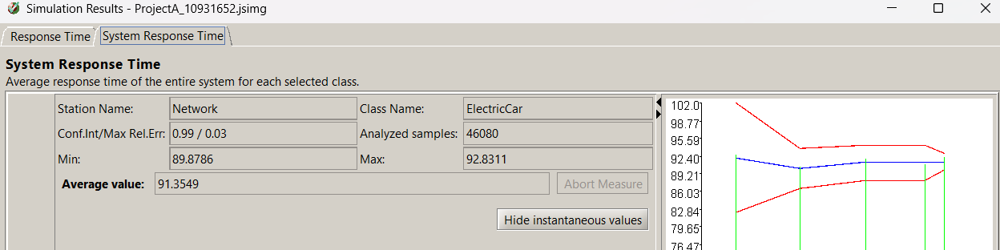 Simulation Results - ProjectA_10931652.jsimg
Response Time System Response Time
System Response Time
Average response time of the entire system for each selected class.
Station Name: Network Class Name: ElectricCar
Conf.Int/Max Rel.Err: 0.99 / 0.03 Analyzed samples: 46080
Min: 89.8786 Max: 92.8311
Average value: 91.3549 Abort Measure
Hide instantaneous values
102.0
98.77
95.59
92.40
89.21
86.03
82.84
79.65
76.47